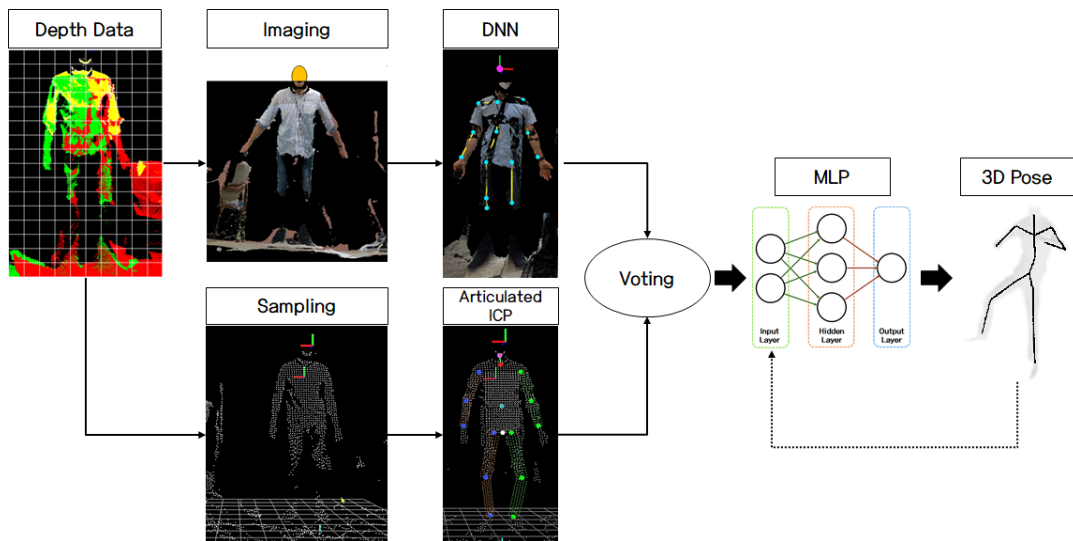 Depth Data
Imaging
DNN
MLP
3D Pose
Input
Layer
Hidden
Layer
Output
Layer
Voting
Sampling
Articulated
ICP